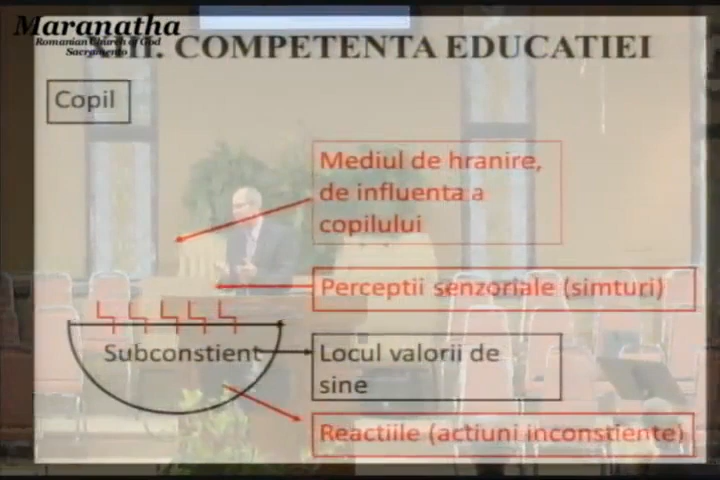 Maranatha
Romanian Church of God
Sacramento
III. COMPETENTA EDUCATIEI
Copil
Mediul de hranire,
de influenta a
copilului
Perceptii senzoriale (simturi)
Subconstient
Locul valorii de
sine
Reactiile (actiuni inconstiente)